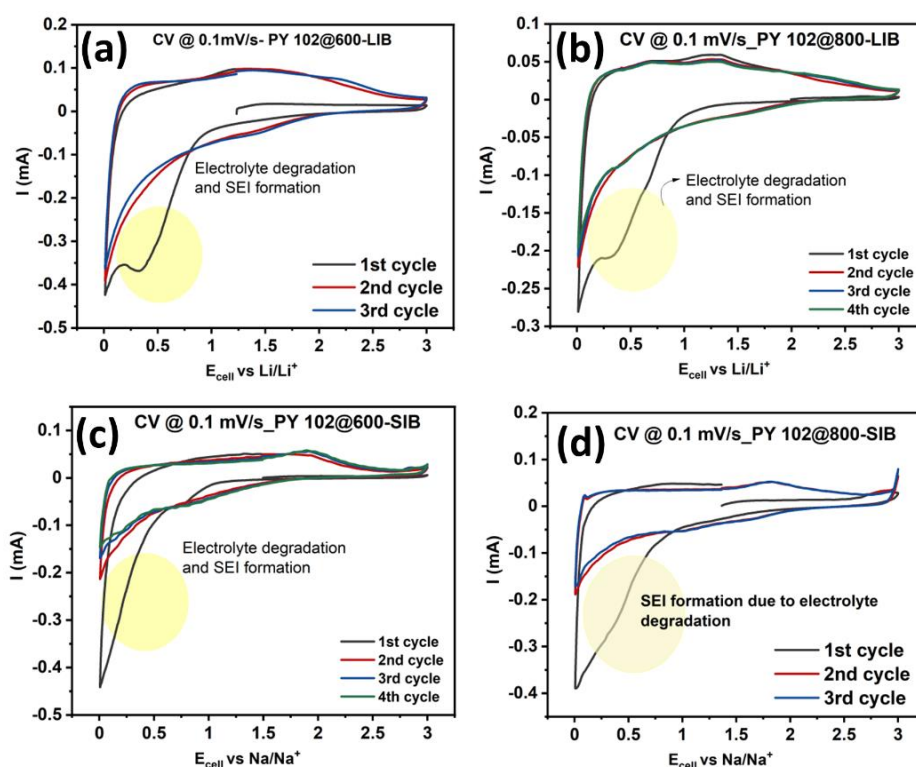 (a)
CV @ 0.1mV/s- PY 102@600-LIB
I (mA)
0.2
0.1
0
-0.1
-0.2
-0.3
-0.4
-0.5
Electrolyte degradation
and SEI formation
1st cycle
2nd cycle
3rd cycle
0 0.5 1 1.5 2 2.5 3
E_cell vs Li/Li⁺
(b)
CV @ 0.1 mV/s_PY 102@800-LIB
I (mA)
0.1
0.05
0
-0.05
-0.1
-0.15
-0.2
-0.25
-0.3
Electrolyte degradation
and SEI formation
1st cycle
2nd cycle
3rd cycle
4th cycle
0 0.5 1 1.5 2 2.5 3
E_cell vs Li/Li⁺
(c)
CV @ 0.1 mV/s_PY 102@600-SIB
I (mA)
0.1
0
-0.1
-0.2
-0.3
-0.4
-0.5
Electrolyte degradation
and SEI formation
1st cycle
2nd cycle
3rd cycle
4th cycle
0 0.5 1 1.5 2 2.5 3
E_cell vs Na/Na⁺
(d)
CV @ 0.1 mV/s_PY 102@800-SIB
I (mA)
0.2
0.1
0
-0.1
-0.2
-0.3
-0.4
SEI formation due to electrolyte
degradation
1st cycle
2nd cycle
3rd cycle
0 0.5 1 1.5 2 2.5 3
E_cell vs Na/Na⁺